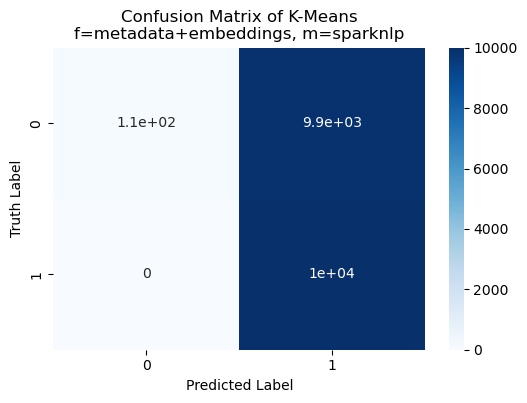 Confusion Matrix of K-Means
f=metadata+embeddings, m=sparknlp
10000
1.1e+02 9.9e+03
0
8000
6000
Truth Label
4000
0 1e+04
1
2000
0
0 1
Predicted Label